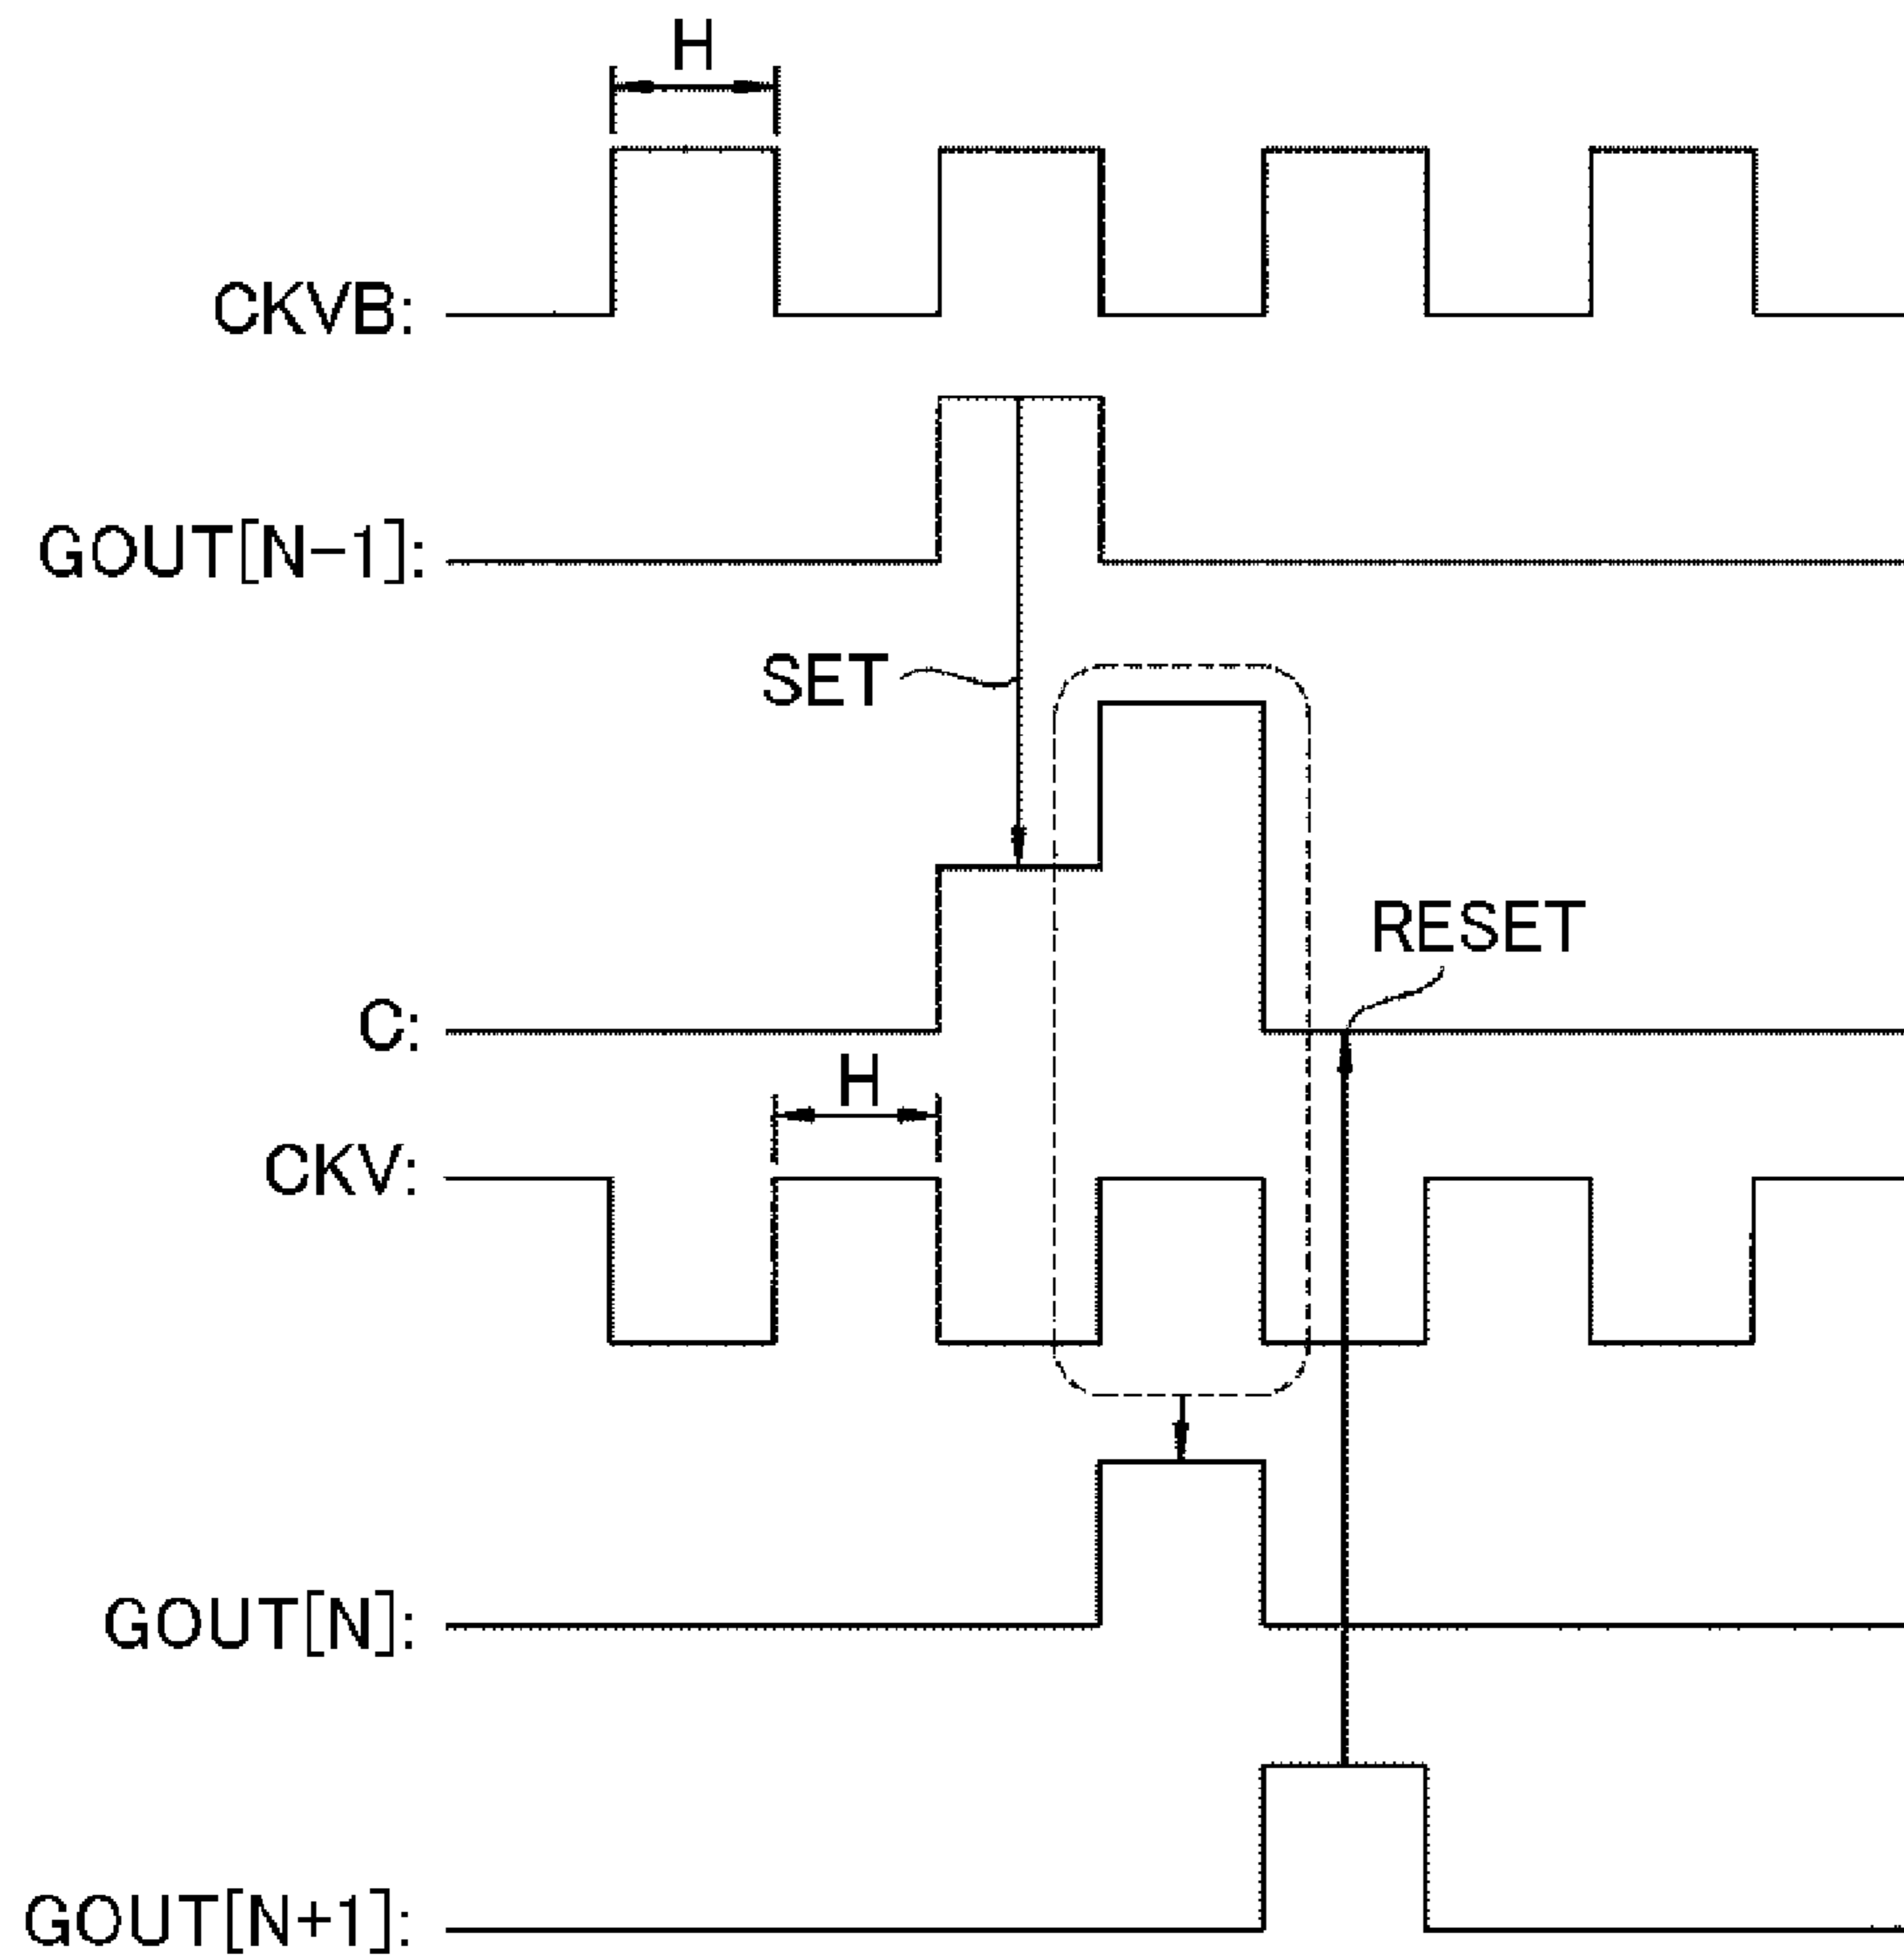 H
CKVB:
GOUT[N-1]:
SET
RESET
C:
H
CKV:
GOUT[N]:
GOUT[N+1]: